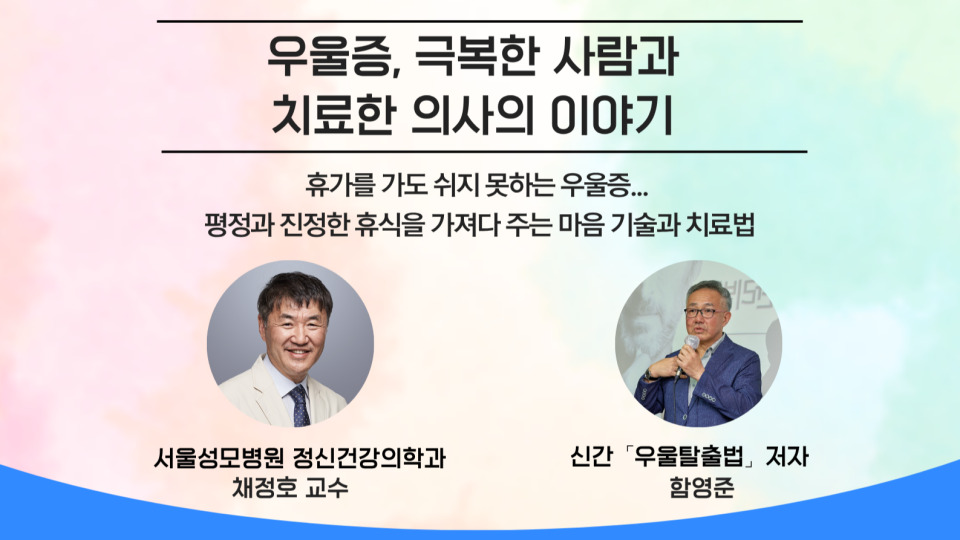 우울증, 극복한 사람과
치료한 의사의 이야기
휴가를 가도 쉬지 못하는 우울증...
평정과 진정한 휴식을 가져다 주는 마음 기술과 치료법
서울성모병원 정신건강의학과
채정호 교수
신간 「우울탈출법」 저자
함영준